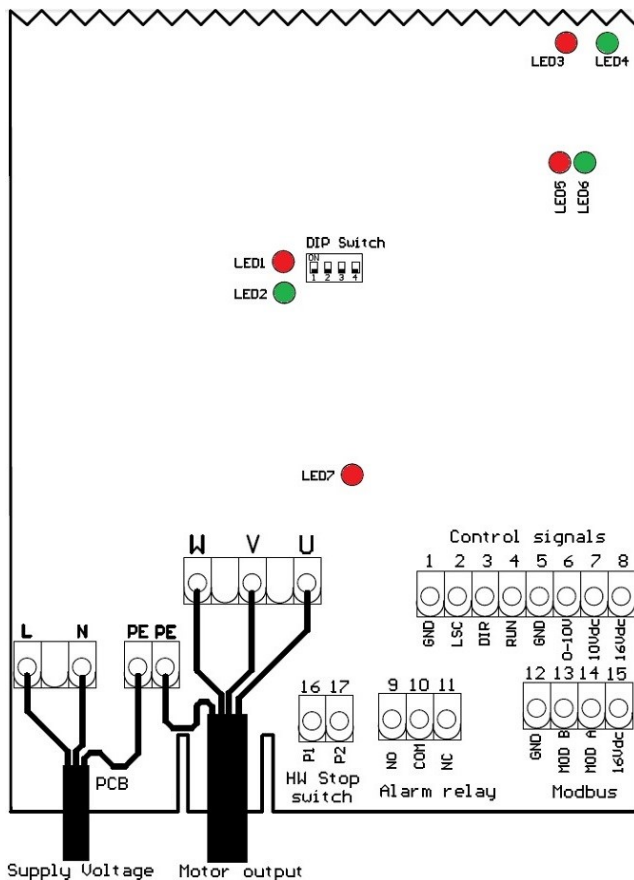 LED3 LED4
LED5 LED6
DIP Switch
ON
1 2 3 4
LED1
LED2
LED7
W V U
Control signals
1 2 3 4 5 6 7 8
GND LSC DIR RUN GND 0-10V 10Vdc 16Vdc
L N PE PE
16 17
P1 P2
HW Stop
switch
9 10 11
NO COM NC
Alarm relay
12 13 14 15
GND MOD B MOD A 16Vdc
Modbus
PCB
Supply Voltage
Motor output